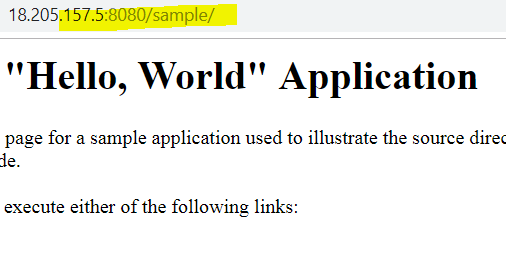 18.205.157.5:8080/sample/
"Hello, World" Application
page for a sample application used to illustrate the source direc
de.
execute either of the following links: